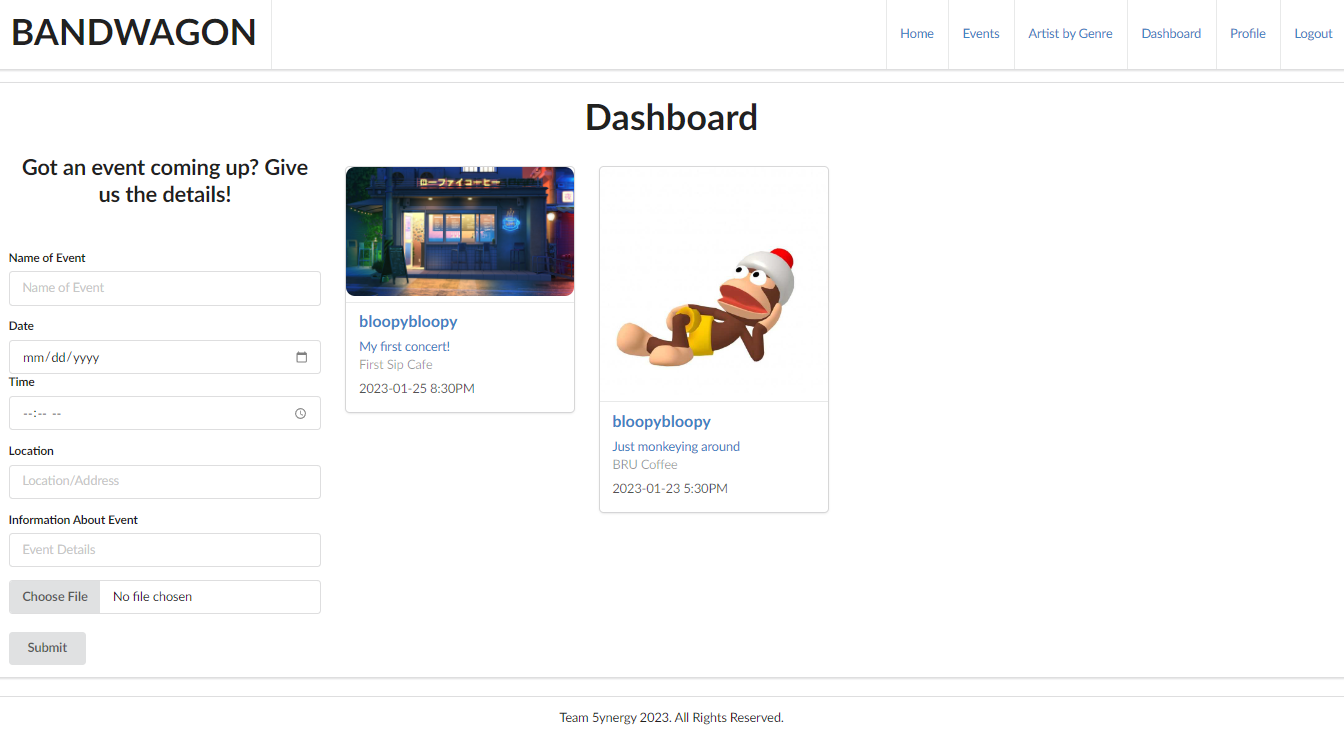 BANDWAGON
Home
Events
Artist by Genre
Dashboard
Profile
Logout
Dashboard
Got an event coming up? Give
us the details!
Name of Event
Name of Event
Date
mm/dd/yyyy
Time
--:-- --
Location
Location/Address
Information About Event
Event Details
Choose File No file chosen
Submit
ローファイコーヒー
bloopybloopy
My first concert!
First Sip Cafe
2023-01-25 8:30PM
bloopybloopy
Just monkeying around
BRU Coffee
2023-01-23 5:30PM
Team 5ynergy 2023. All Rights Reserved.